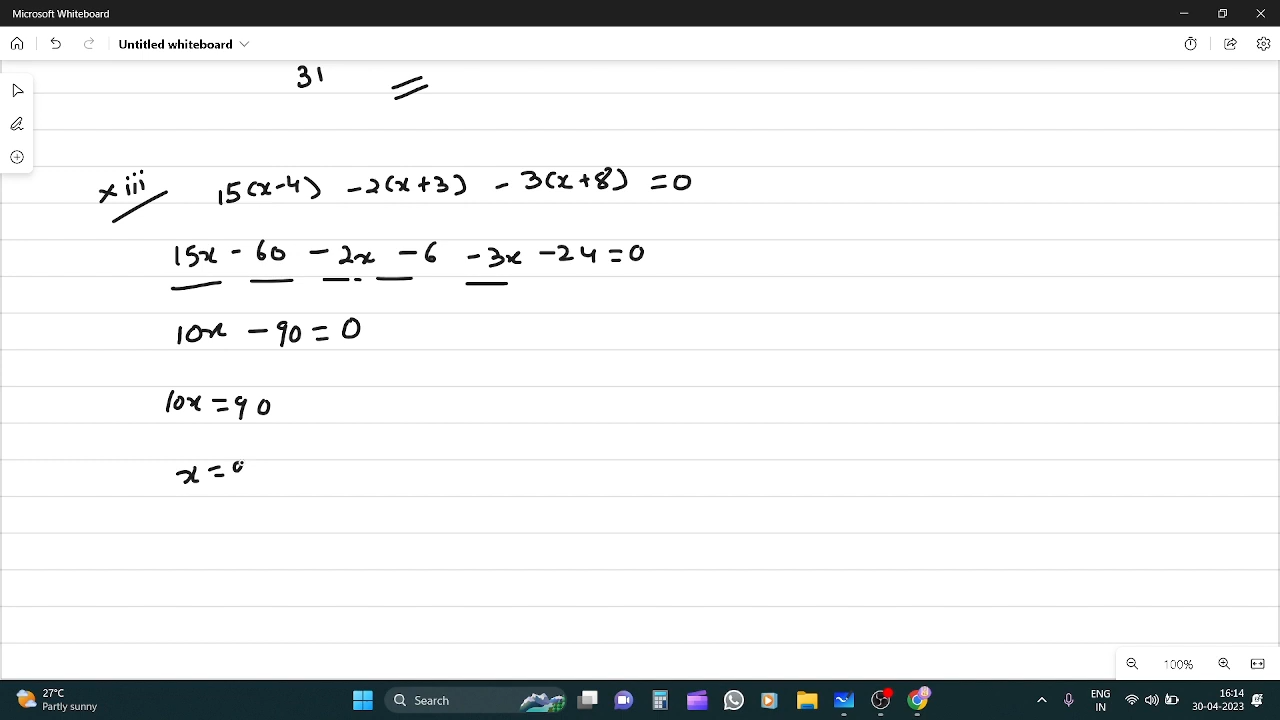 Microsoft Whiteboard
Untitled whiteboard
31
xiii 15(x-4) -2(x+3) - 3(x+8) =0
15x - 60 - 2x - 6 - 3x - 24 = 0
10x - 90 = 0
10x = 90
x =
100%
27°C
Partly sunny
Search
ENG
IN
16:14
30-04-2023